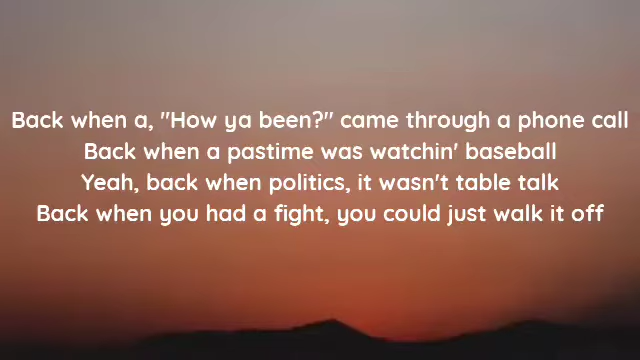 Back when a, "How ya been?" came through a phone call
Back when a pastime was watchin' baseball
Yeah, back when politics, it wasn't table talk
Back when you had a fight, you could just walk it off